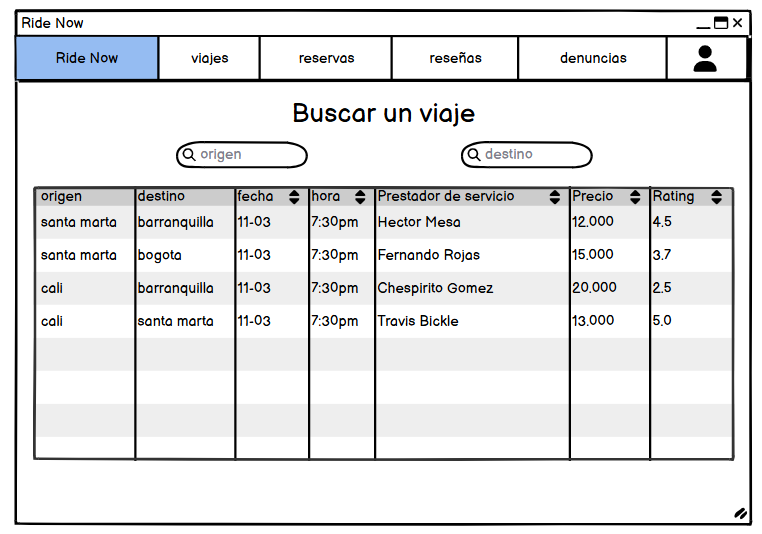 Ride Now
Ride Now viajes reservas reseñas denuncias
Buscar un viaje
origen destino
origen destino fecha hora Prestador de servicio Precio Rating
santa marta barranquilla 11-03 7:30pm Hector Mesa 12.000 4.5
santa marta bogota 11-03 7:30pm Fernando Rojas 15.000 3.7
cali barranquilla 11-03 7:30pm Chespirito Gomez 20.000 2.5
cali santa marta 11-03 7:30pm Travis Bickle 13.000 5.0